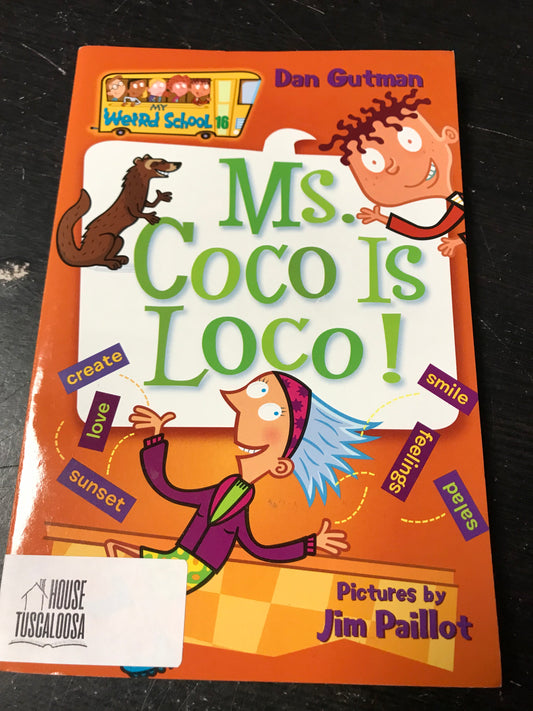 Dan Gutman
MY
Weird School 16
Ms.
Coco Is
Loco!
create
love
sunset
smile
feelings
salad
Pictures by
Jim Paillot
THE
HOUSE
TUSCALOOSA